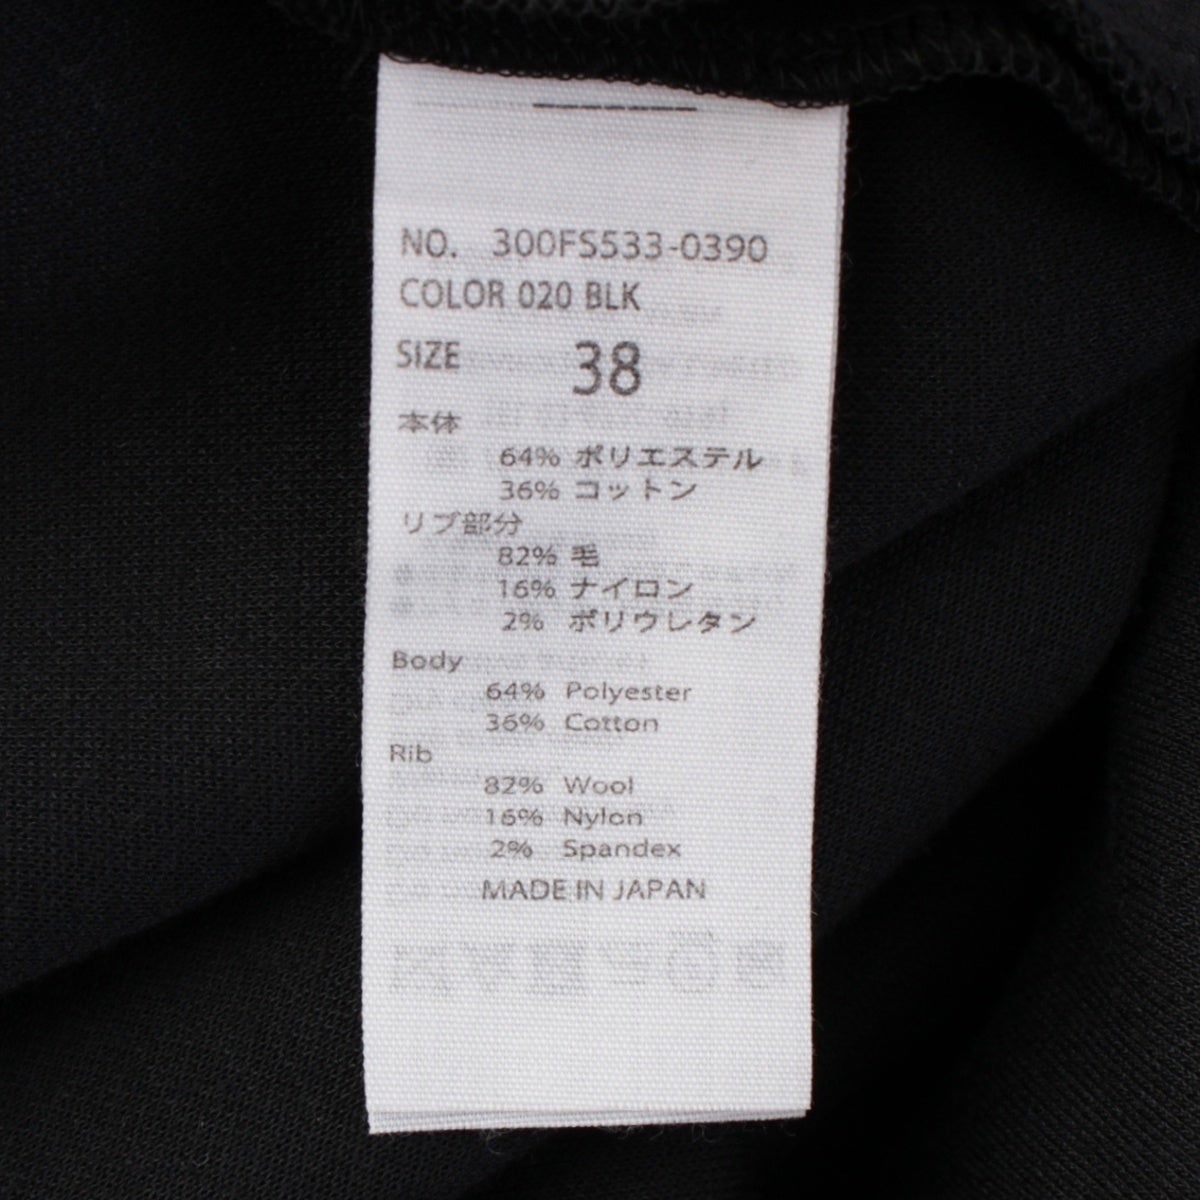 NO. 300FS533-0390
COLOR 020 BLK
SIZE 38
本体
64% ポリエステル
36% コットン
リブ部分
82% 毛
16% ナイロン
2% ポリウレタン
Body
64% Polyester
36% Cotton
Rib
82% Wool
16% Nylon
2% Spandex
MADE IN JAPAN